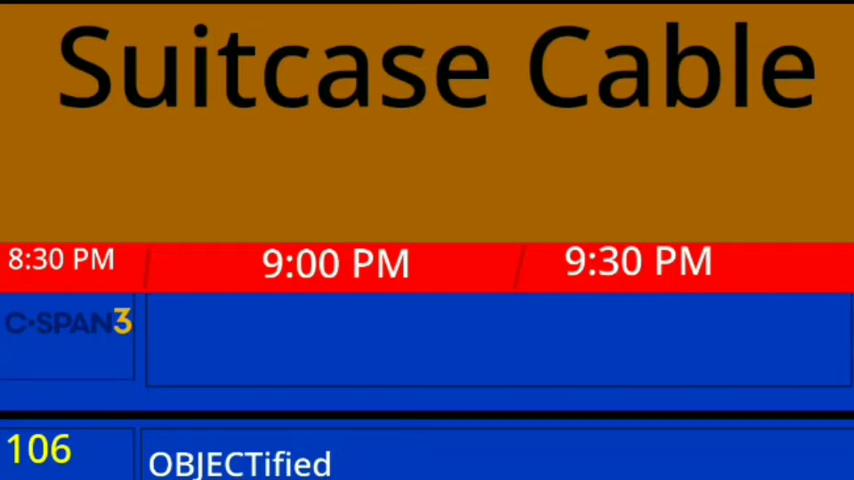 Suitcase Cable
8:30 PM 9:00 PM 9:30 PM
C·SPAN3
106 OBJECTified